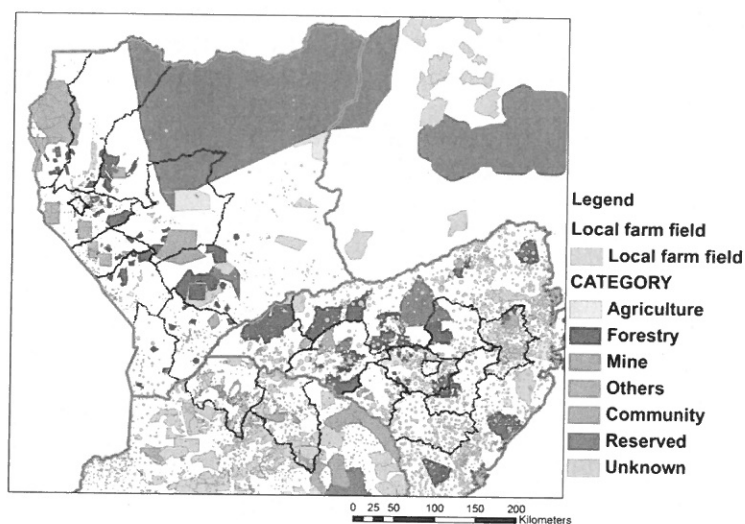 Legend
Local farm field
Local farm field
CATEGORY
Agriculture
Forestry
Mine
Others
Community
Reserved
Unknown
0 25 50 100 150 200
Kilometers